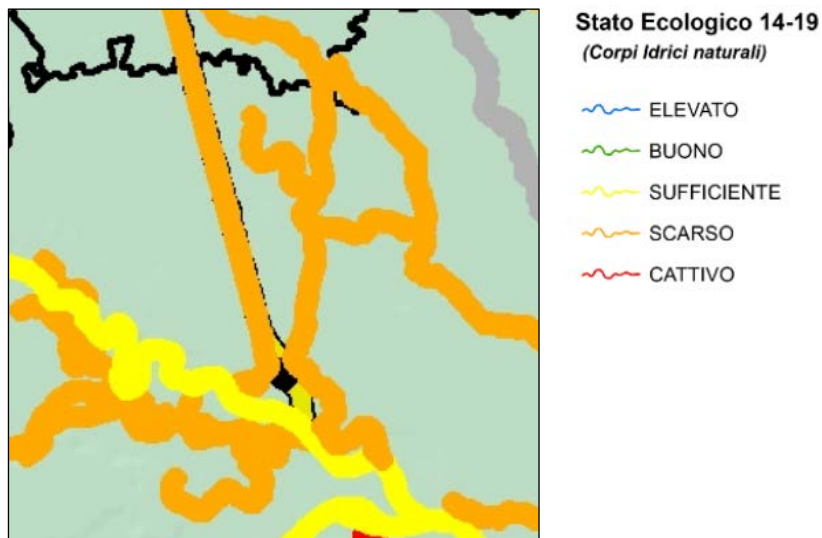 Stato Ecologico 14-19
(Corpi Idrici naturali)
ELEVATO
BUONO
SUFFICIENTE
SCARSO
CATTIVO